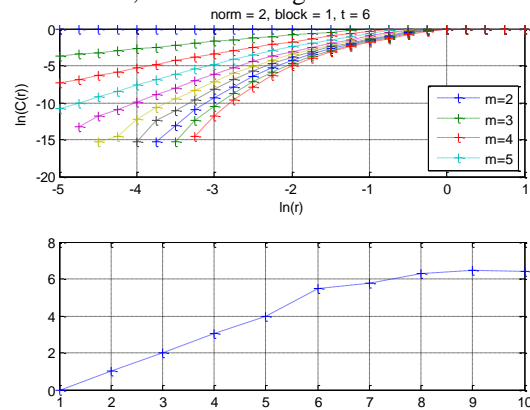 norm = 2, block = 1, t = 6
ln(C(r))
0
-5
-10
-15
-20
m=2
m=3
m=4
m=5
-5 -4 -3 -2 -1 0 1
ln(r)
8
6
4
2
0
1 2 3 4 5 6 7 8 9 10